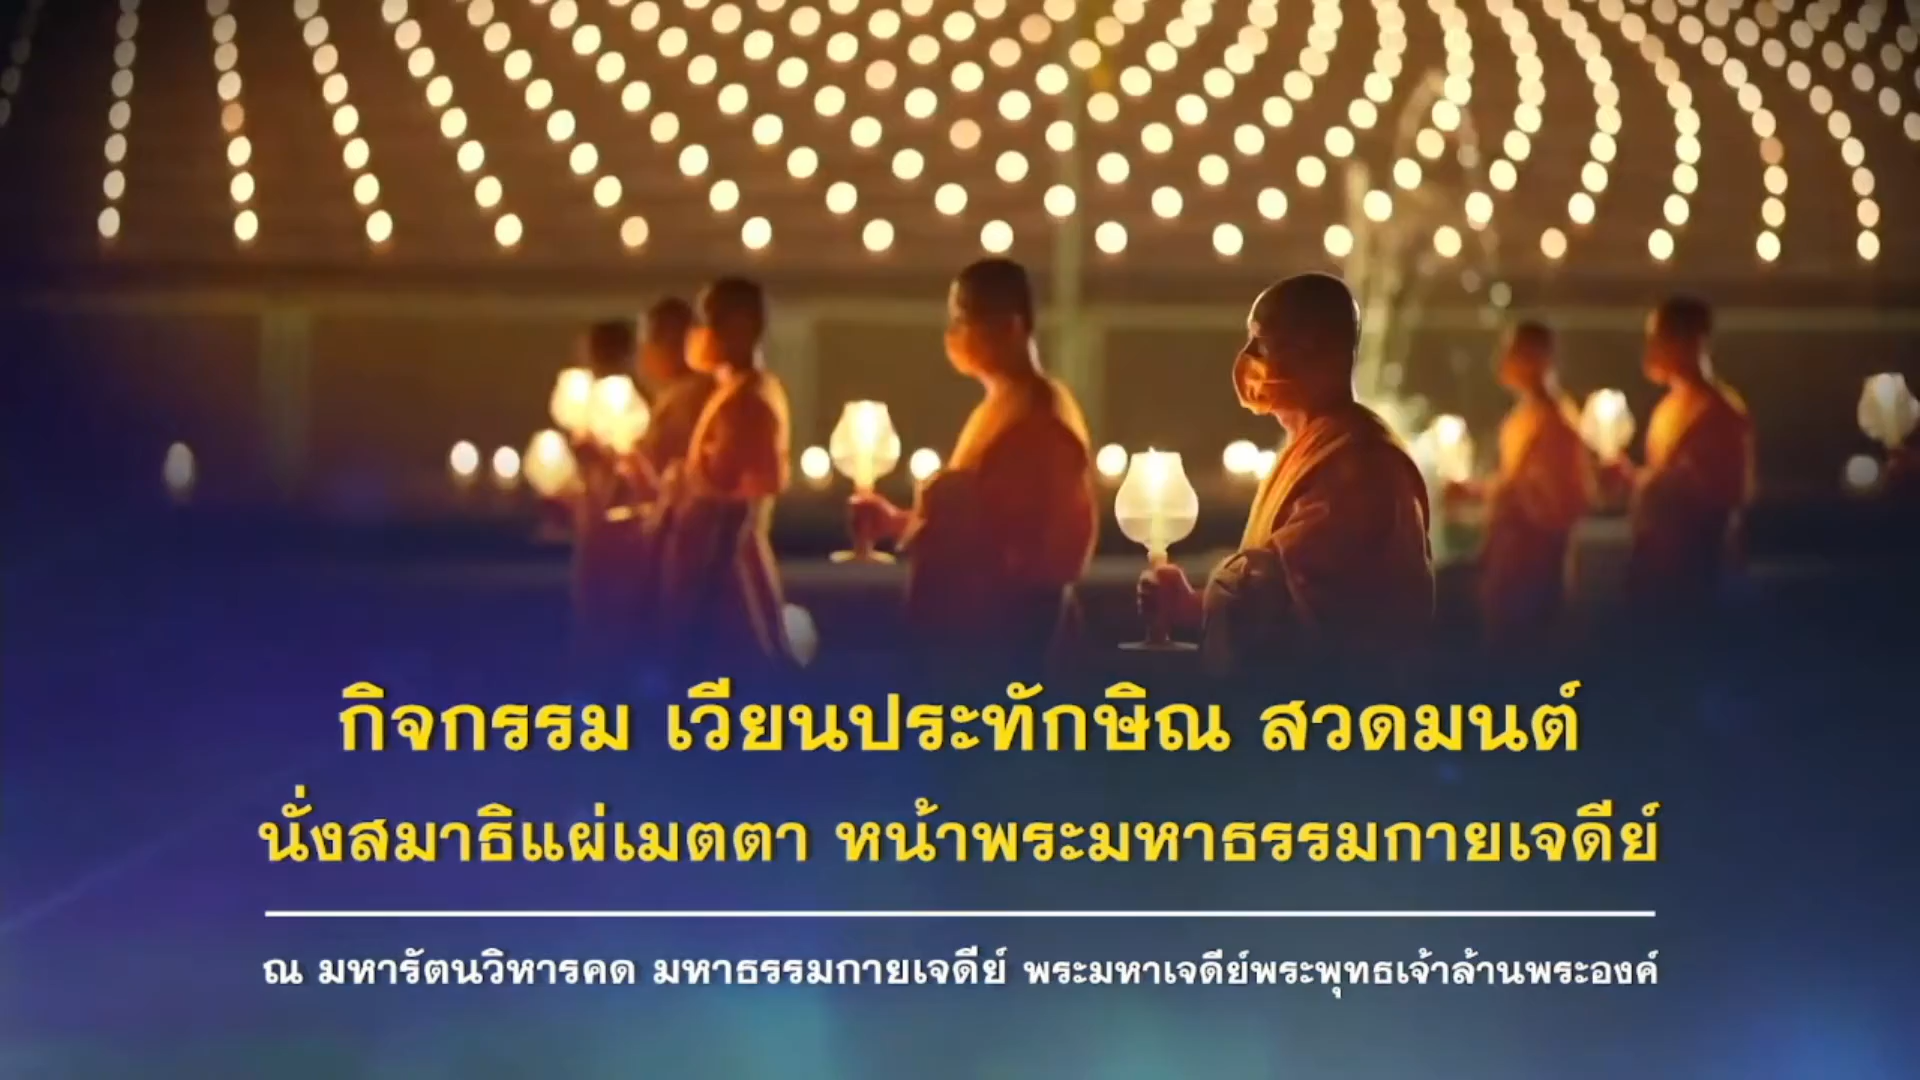 กิจกรรม เวียนประทักษิณ สวดมนต์
นั่งสมาธิแผ่เมตตา หน้าพระมหาธรรมกายเจดีย์
ณ มหารัตนวิหารคด มหาธรรมกายเจดีย์ พระมหาเจดีย์พระพุทธเจ้าล้านพระองค์